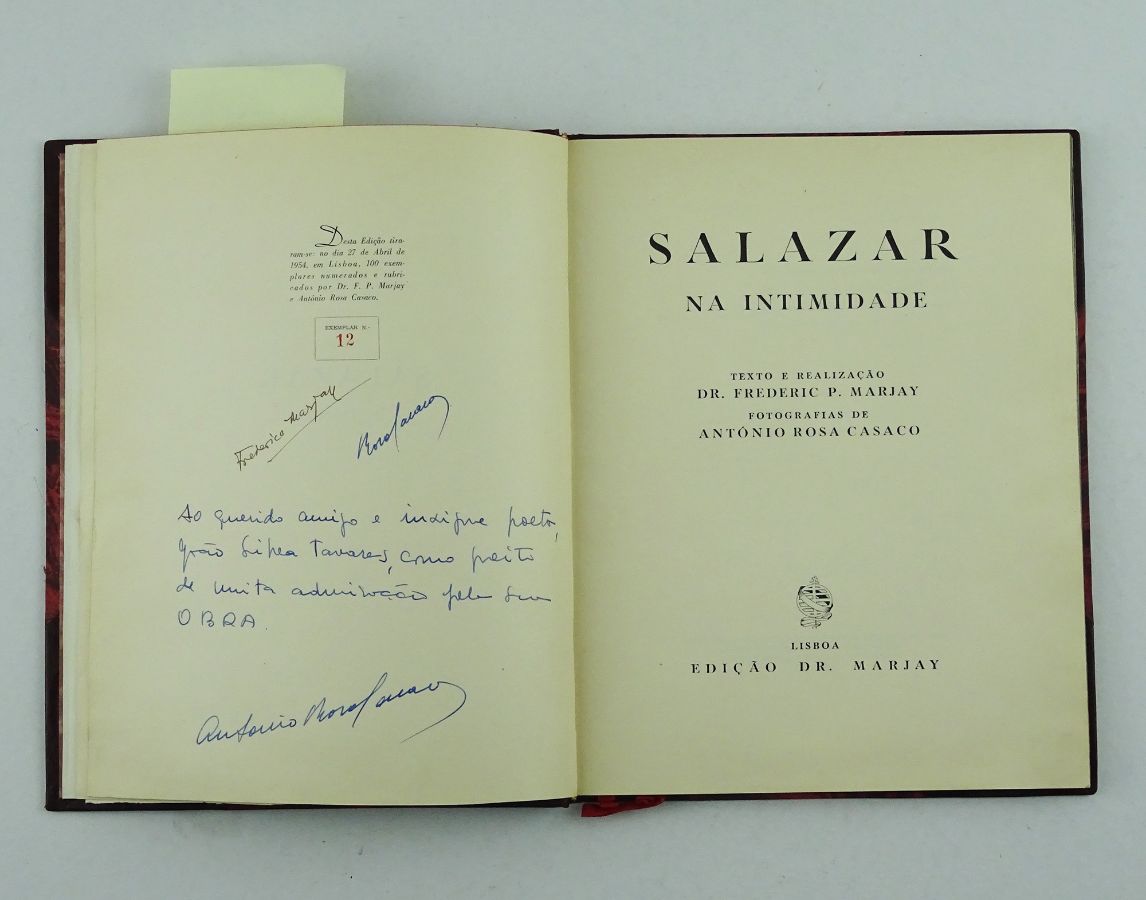 Desta Edição tira-
ram-se: no dia 27 de Abril de
1954, em Lisboa, 100 exem-
plares numerados e rubri-
cados por Dr. F. P. Marjay
e António Rosa Casaco.
EXEMPLAR N.º
12
Frederico Marjay
Rosa Casaco
Ao querido amigo e insigne poeta,
João Silva Tavares, como preito
de muita admiração pela sua
OBRA.
António Rosa Casaco
SALAZAR
NA INTIMIDADE
TEXTO E REALIZAÇÃO
DR. FREDERIC P. MARJAY
FOTOGRAFIAS DE
ANTÓNIO ROSA CASACO
LISBOA
EDIÇÃO DR. MARJAY